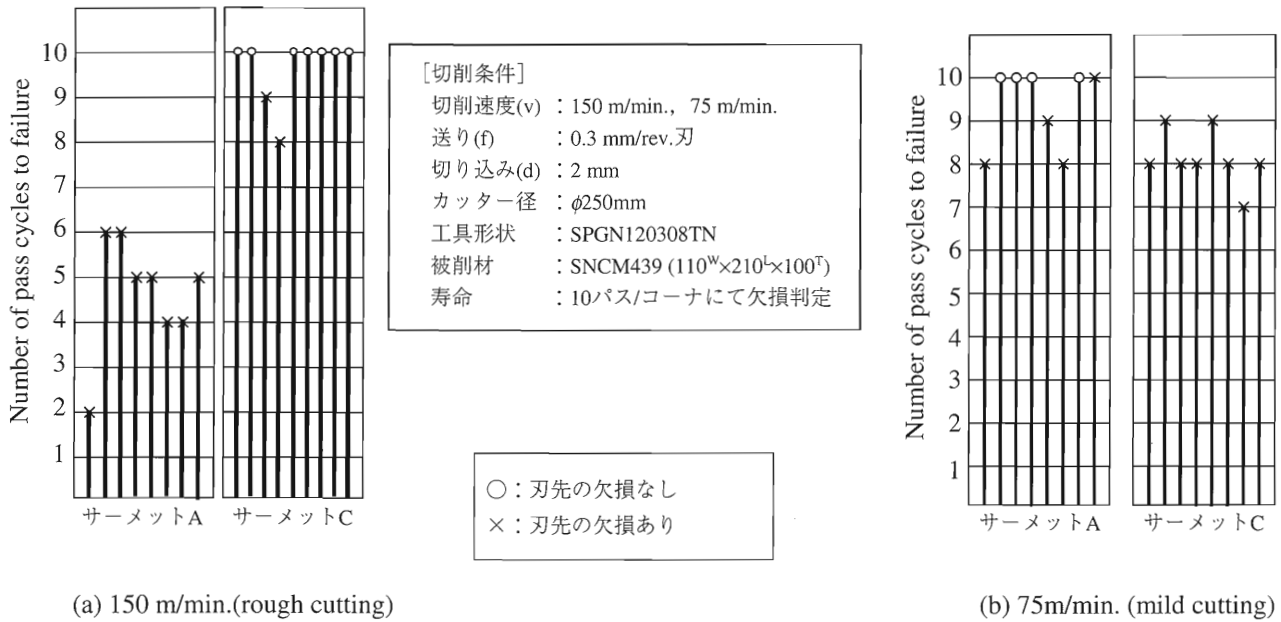 Number of pass cycles to failure
10
9
8
7
6
5
4
3
2
1
サーメットA
サーメットC
(a) 150 m/min.(rough cutting)
[切削条件]
切削速度(v) :150 m/min., 75 m/min.
送り(f) :0.3 mm/rev.刃
切り込み(d) :2 mm
カッター径 :φ250mm
工具形状 :SPGN120308TN
被削材 :SNCM439 (110ᵂ×210ᴸ×100ᵀ)
寿命 :10パス/コーナにて欠損判定
○:刃先の欠損なし
×:刃先の欠損あり
Number of pass cycles to failure
10
9
8
7
6
5
4
3
2
1
サーメットA
サーメットC
(b) 75m/min. (mild cutting)